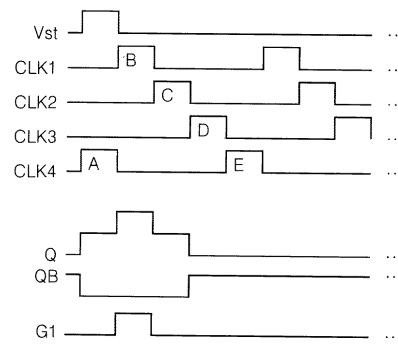 Vst
CLK1 B
CLK2 C
CLK3 D
CLK4 A E
Q
QB
G1